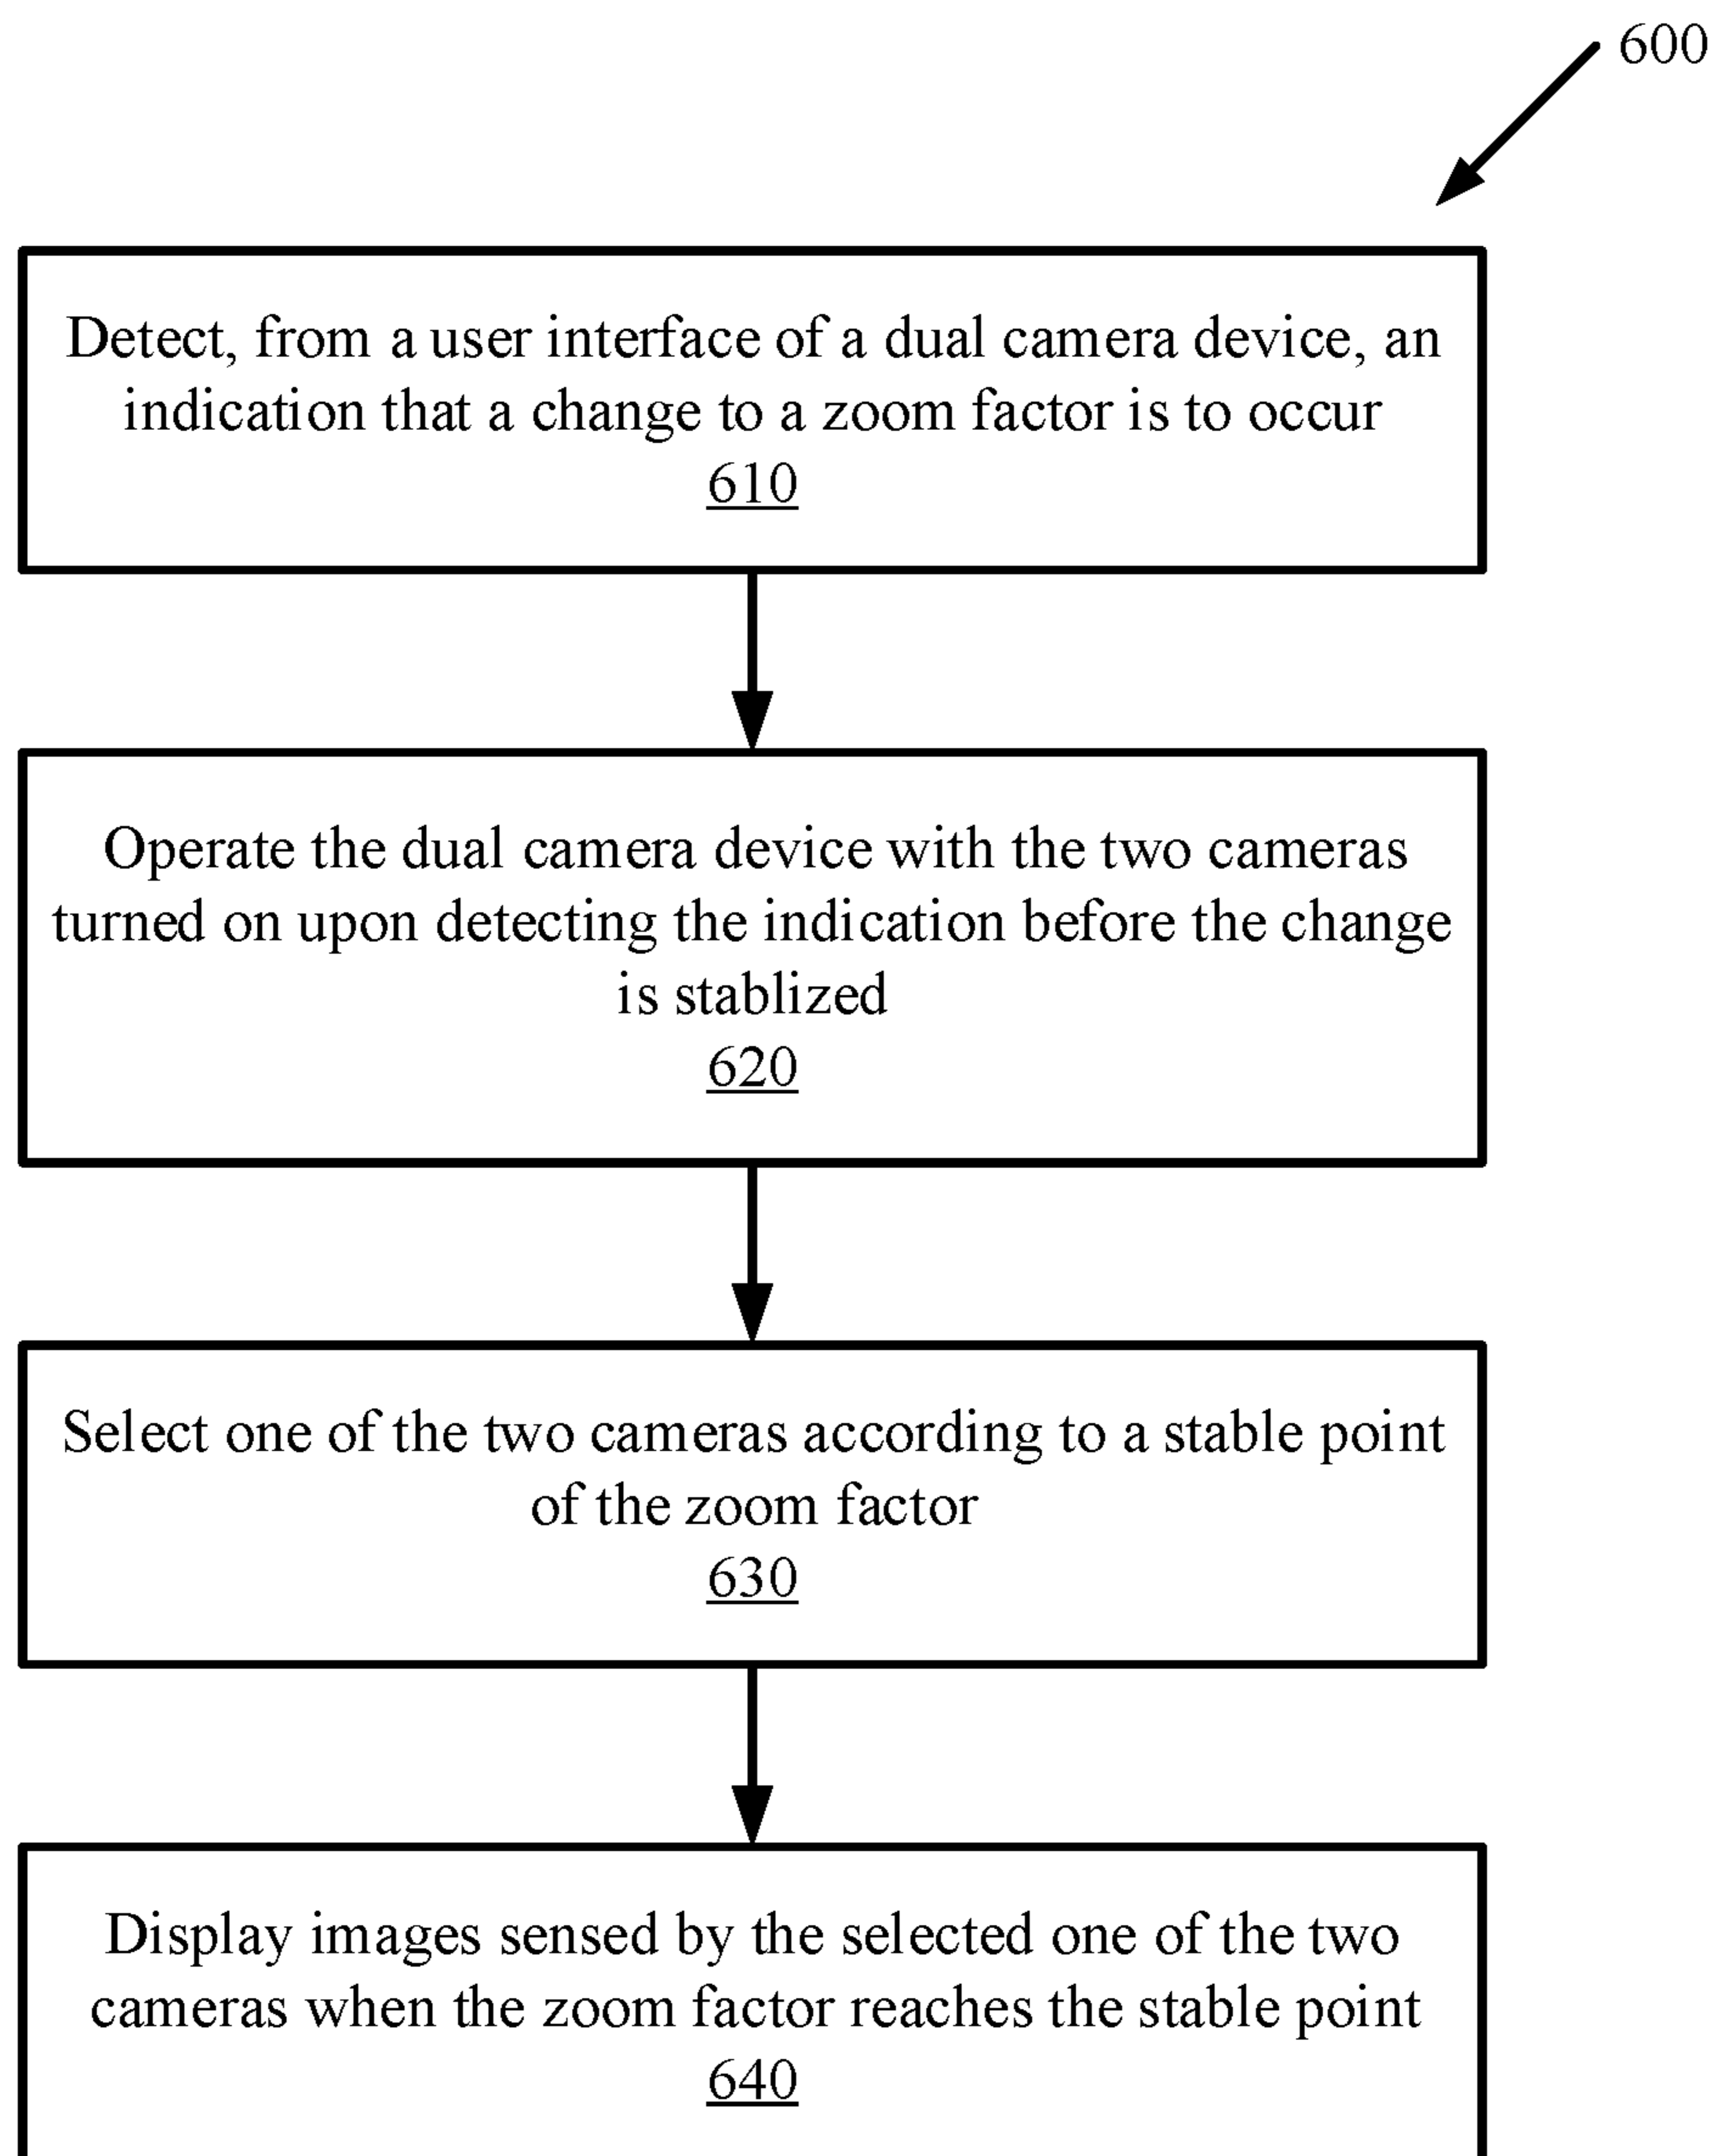 600
Detect, from a user interface of a dual camera device, an
indication that a change to a zoom factor is to occur
610
Operate the dual camera device with the two cameras
turned on upon detecting the indication before the change
is stablized
620
Select one of the two cameras according to a stable point
of the zoom factor
630
Display images sensed by the selected one of the two
cameras when the zoom factor reaches the stable point
640